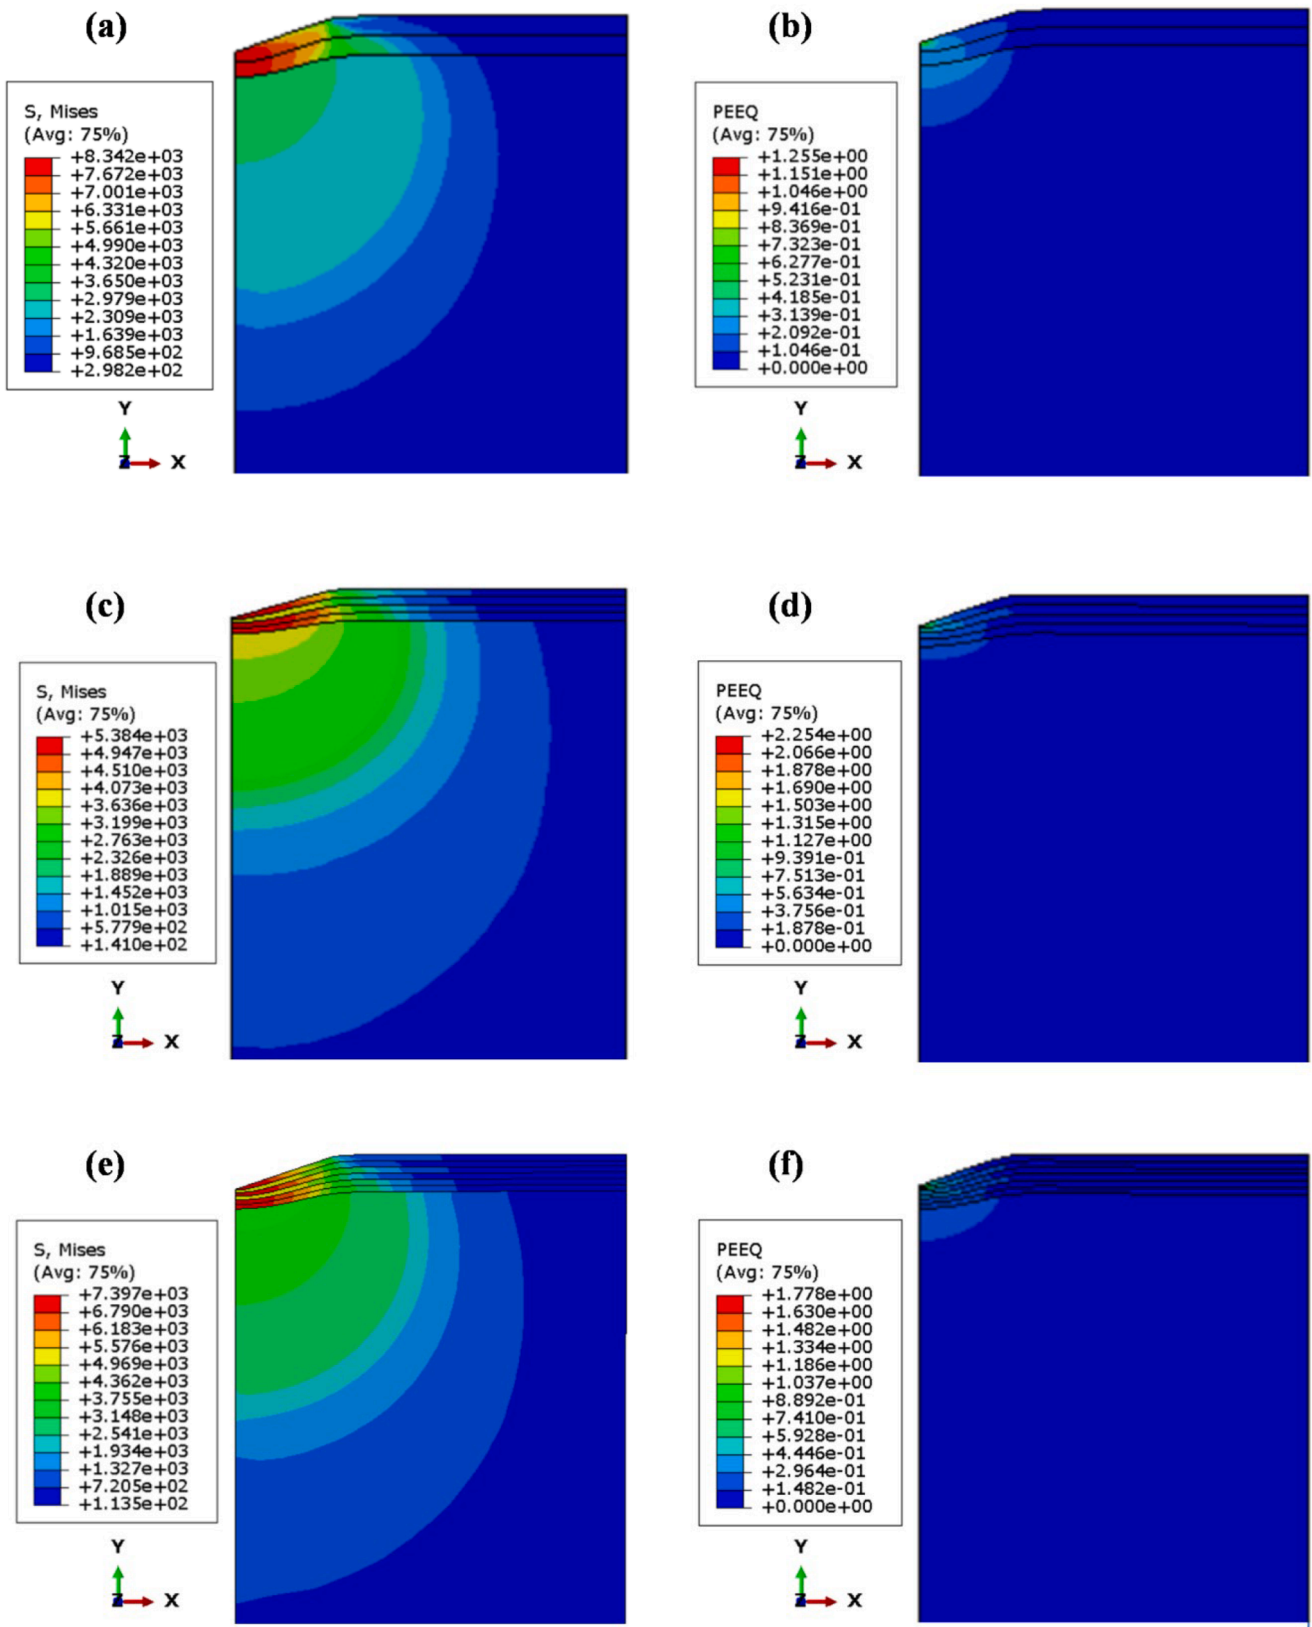 (a)
S, Mises
(Avg: 75%)
+8.342e+03
+7.672e+03
+7.001e+03
+6.331e+03
+5.661e+03
+4.990e+03
+4.320e+03
+3.650e+03
+2.979e+03
+2.309e+03
+1.639e+03
+9.685e+02
+2.982e+02
Y
Z
X
(b)
PEEQ
(Avg: 75%)
+1.255e+00
+1.151e+00
+1.046e+00
+9.416e-01
+8.369e-01
+7.323e-01
+6.277e-01
+5.231e-01
+4.185e-01
+3.139e-01
+2.092e-01
+1.046e-01
+0.000e+00
Y
Z
X
(c)
S, Mises
(Avg: 75%)
+5.384e+03
+4.947e+03
+4.510e+03
+4.073e+03
+3.636e+03
+3.199e+03
+2.763e+03
+2.326e+03
+1.889e+03
+1.452e+03
+1.015e+03
+5.779e+02
+1.410e+02
Y
Z
X
(d)
PEEQ
(Avg: 75%)
+2.254e+00
+2.066e+00
+1.878e+00
+1.690e+00
+1.503e+00
+1.315e+00
+1.127e+00
+9.391e-01
+7.513e-01
+5.634e-01
+3.756e-01
+1.878e-01
+0.000e+00
Y
Z
X
(e)
S, Mises
(Avg: 75%)
+7.397e+03
+6.790e+03
+6.183e+03
+5.576e+03
+4.969e+03
+4.362e+03
+3.755e+03
+3.148e+03
+2.541e+03
+1.934e+03
+1.327e+03
+7.205e+02
+1.135e+02
Y
Z
X
(f)
PEEQ
(Avg: 75%)
+1.778e+00
+1.630e+00
+1.482e+00
+1.334e+00
+1.186e+00
+1.037e+00
+8.892e-01
+7.410e-01
+5.928e-01
+4.446e-01
+2.964e-01
+1.482e-01
+0.000e+00
Y
Z
X